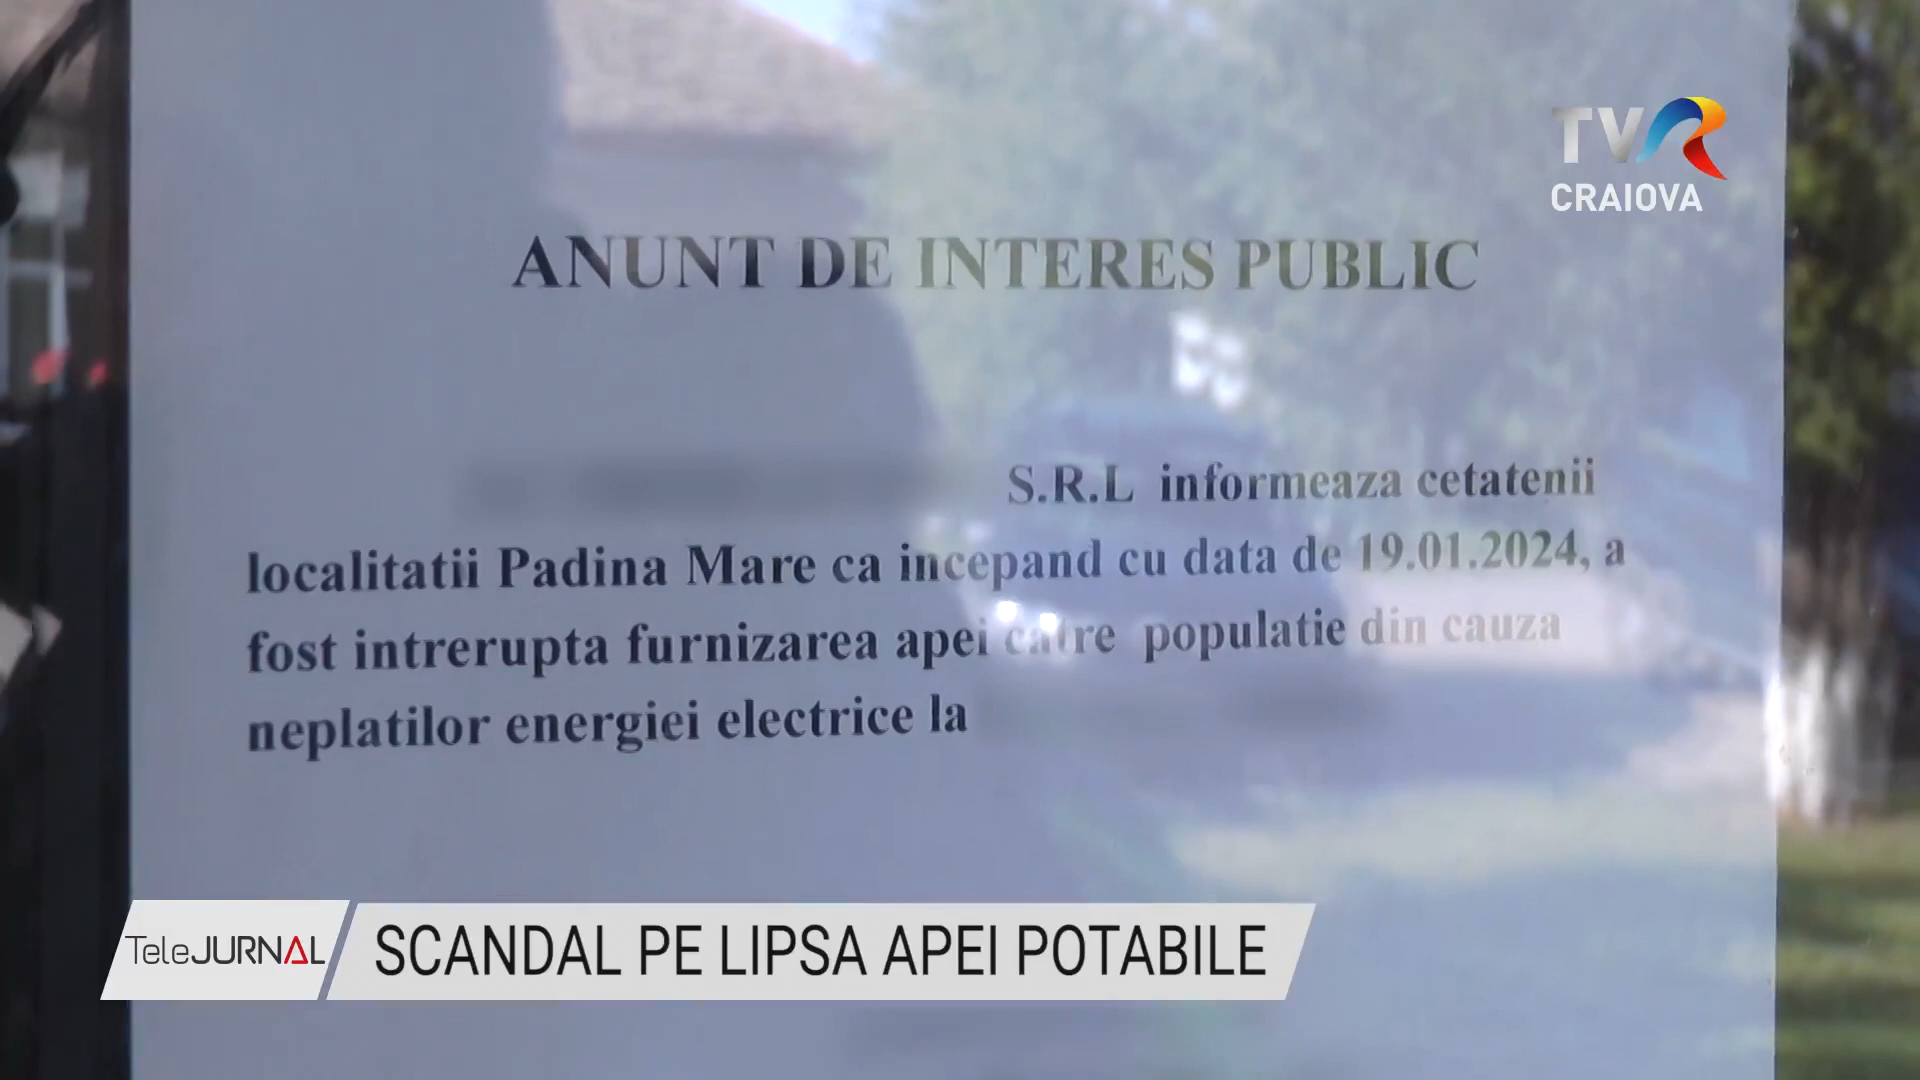 TVR
CRAIOVA
ANUNT DE INTERES PUBLIC
S.R.L informeaza cetatenii
localitatii Padina Mare ca incepand cu data de 19.01.2024, a
fost intrerupta furnizarea apei catre populatie din cauza
neplatilor energiei electrice la
TeleJURNAL
SCANDAL PE LIPSA APEI POTABILE